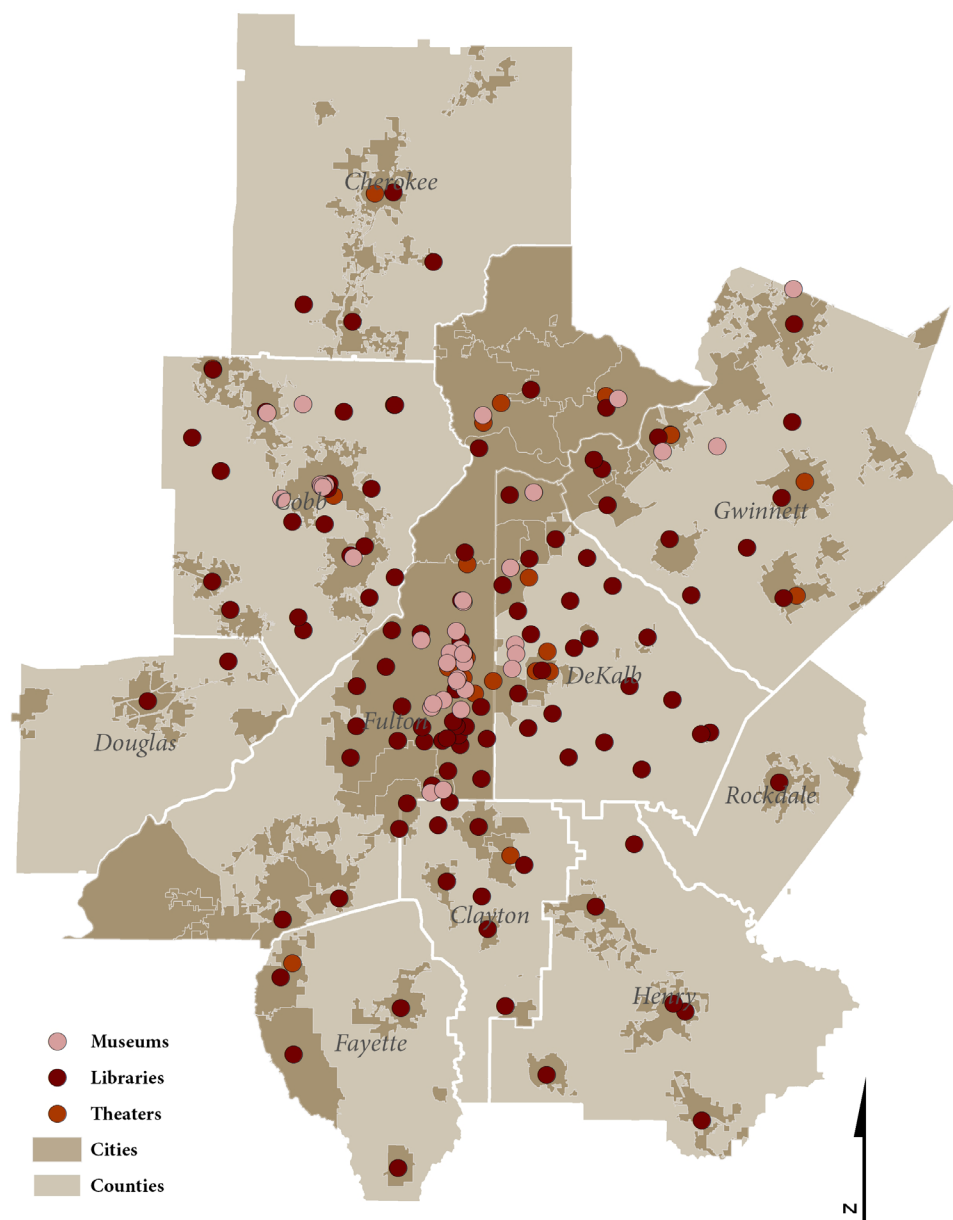 Cherokee
Cobb
Gwinnett
DeKalb
Fulton
Douglas
Rockdale
Clayton
Henry
Fayette
Museums
Libraries
Theaters
Cities
Counties
N